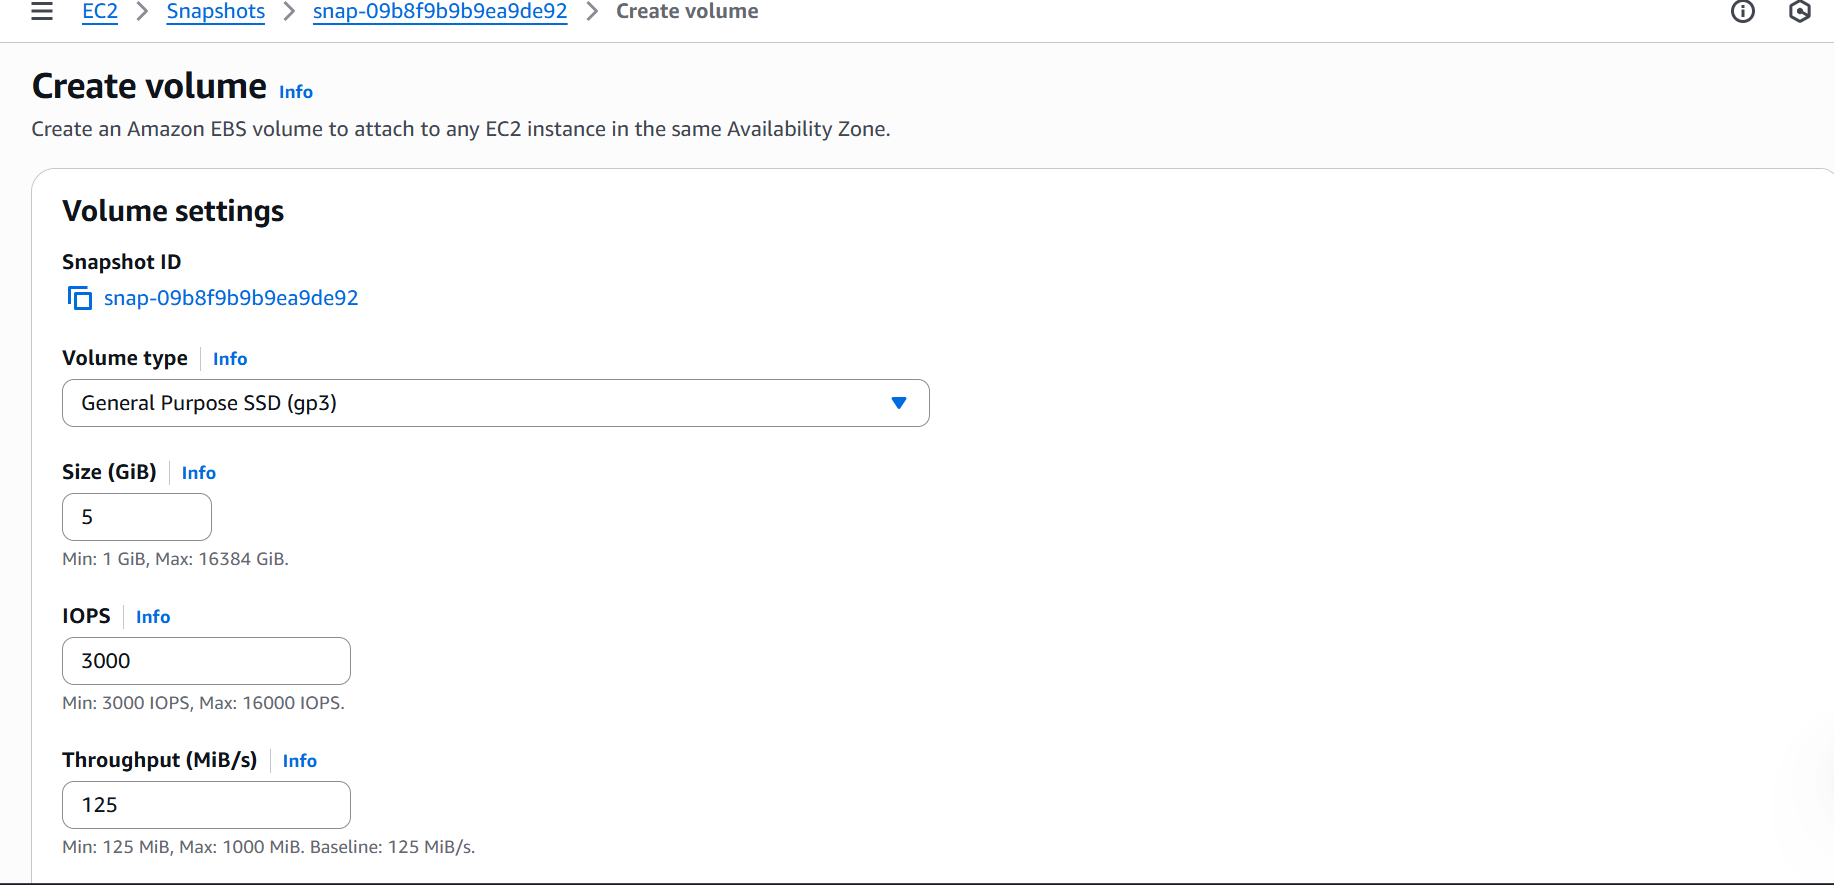 EC2 Snapshots snap-09b8f9b9b9ea9de92 Create volume
Create volume Info
Create an Amazon EBS volume to attach to any EC2 instance in the same Availability Zone.
Volume settings
Snapshot ID
snap-09b8f9b9b9ea9de92
Volume type Info
General Purpose SSD (gp3)
Size (GiB) Info
5
Min: 1 GiB, Max: 16384 GiB.
IOPS Info
3000
Min: 3000 IOPS, Max: 16000 IOPS.
Throughput (MiB/s) Info
125
Min: 125 MiB, Max: 1000 MiB. Baseline: 125 MiB/s.